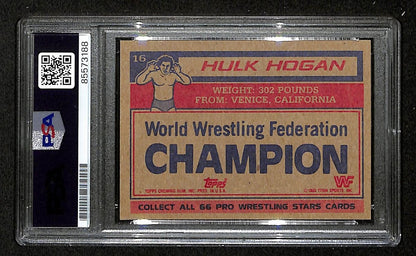 85573188
PSA
16
HULK HOGAN
WEIGHT: 302 POUNDS
FROM: VENICE, CALIFORNIA
World Wrestling Federation
CHAMPION
Topps
WF
COLLECT ALL 66 PRO WRESTLING STARS CARDS